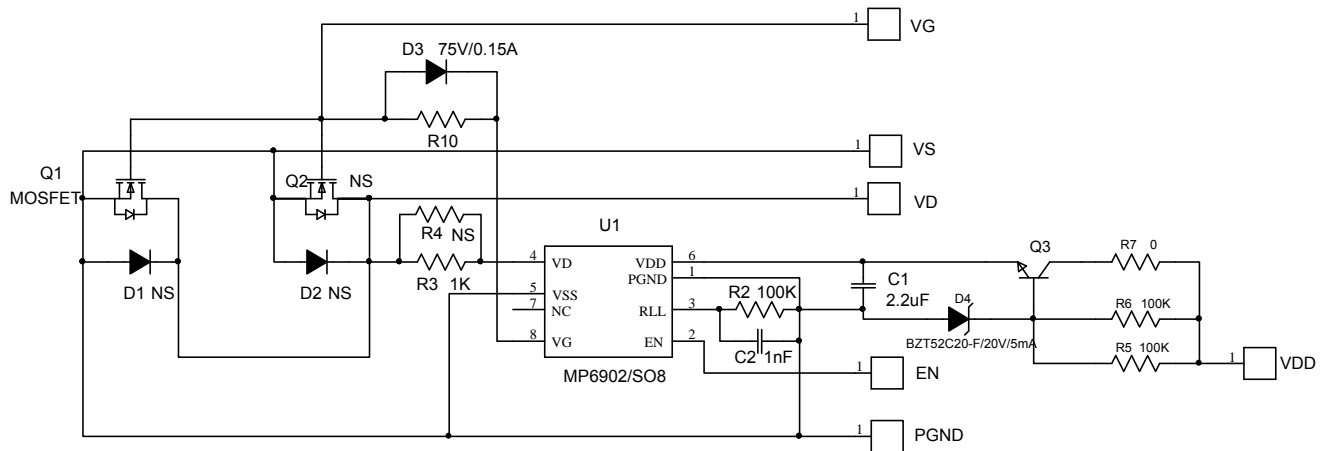 1 VG
D3 75V/0.15A
R10
1 VS
Q1
MOSFET
Q2 NS
1 VD
R4 NS
U1
D1 NS
D2 NS
R3 1K
4 VD
VDD 6
PGND 1
5 VSS
7 NC
RLL 3
8 VG
EN 2
MP6902/SO8
R2 100K
C2 1nF
C1
2.2uF
D4
BZT52C20-F/20V/5mA
Q3
R7 0
R6 100K
R5 100K
1 VDD
1 EN
1 PGND